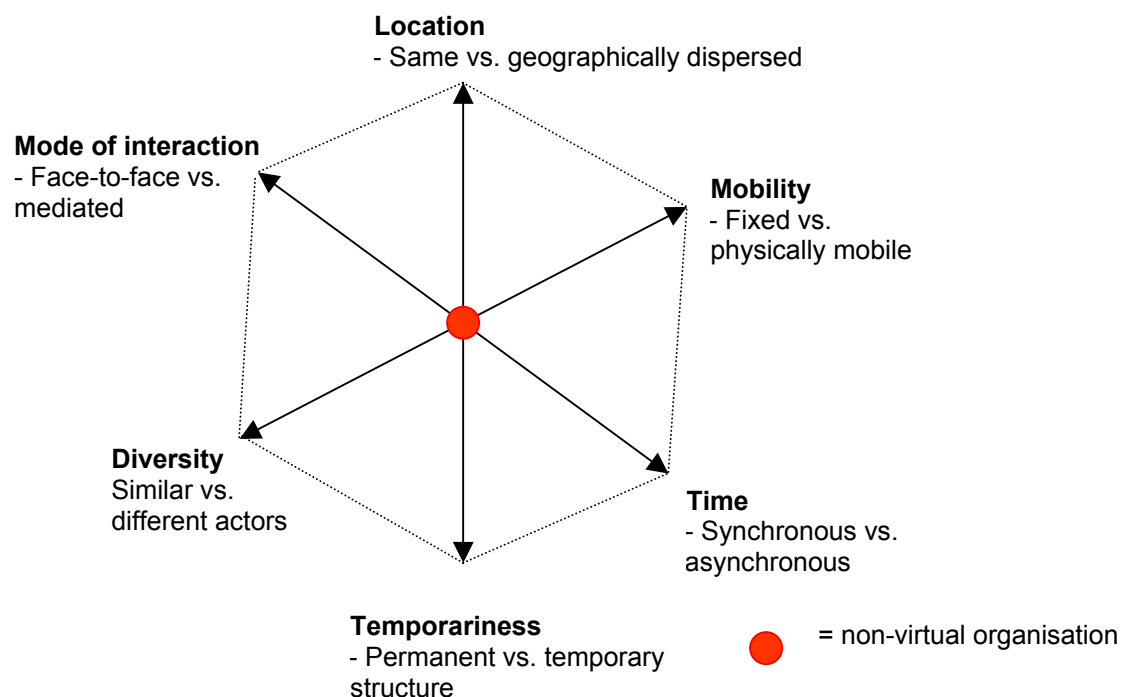 Location
- Same vs. geographically dispersed
Mode of interaction
- Face-to-face vs.
mediated
Mobility
- Fixed vs.
physically mobile
Diversity
Similar vs.
different actors
Time
- Synchronous vs.
asynchronous
Temporariness
- Permanent vs. temporary
structure
= non-virtual organisation